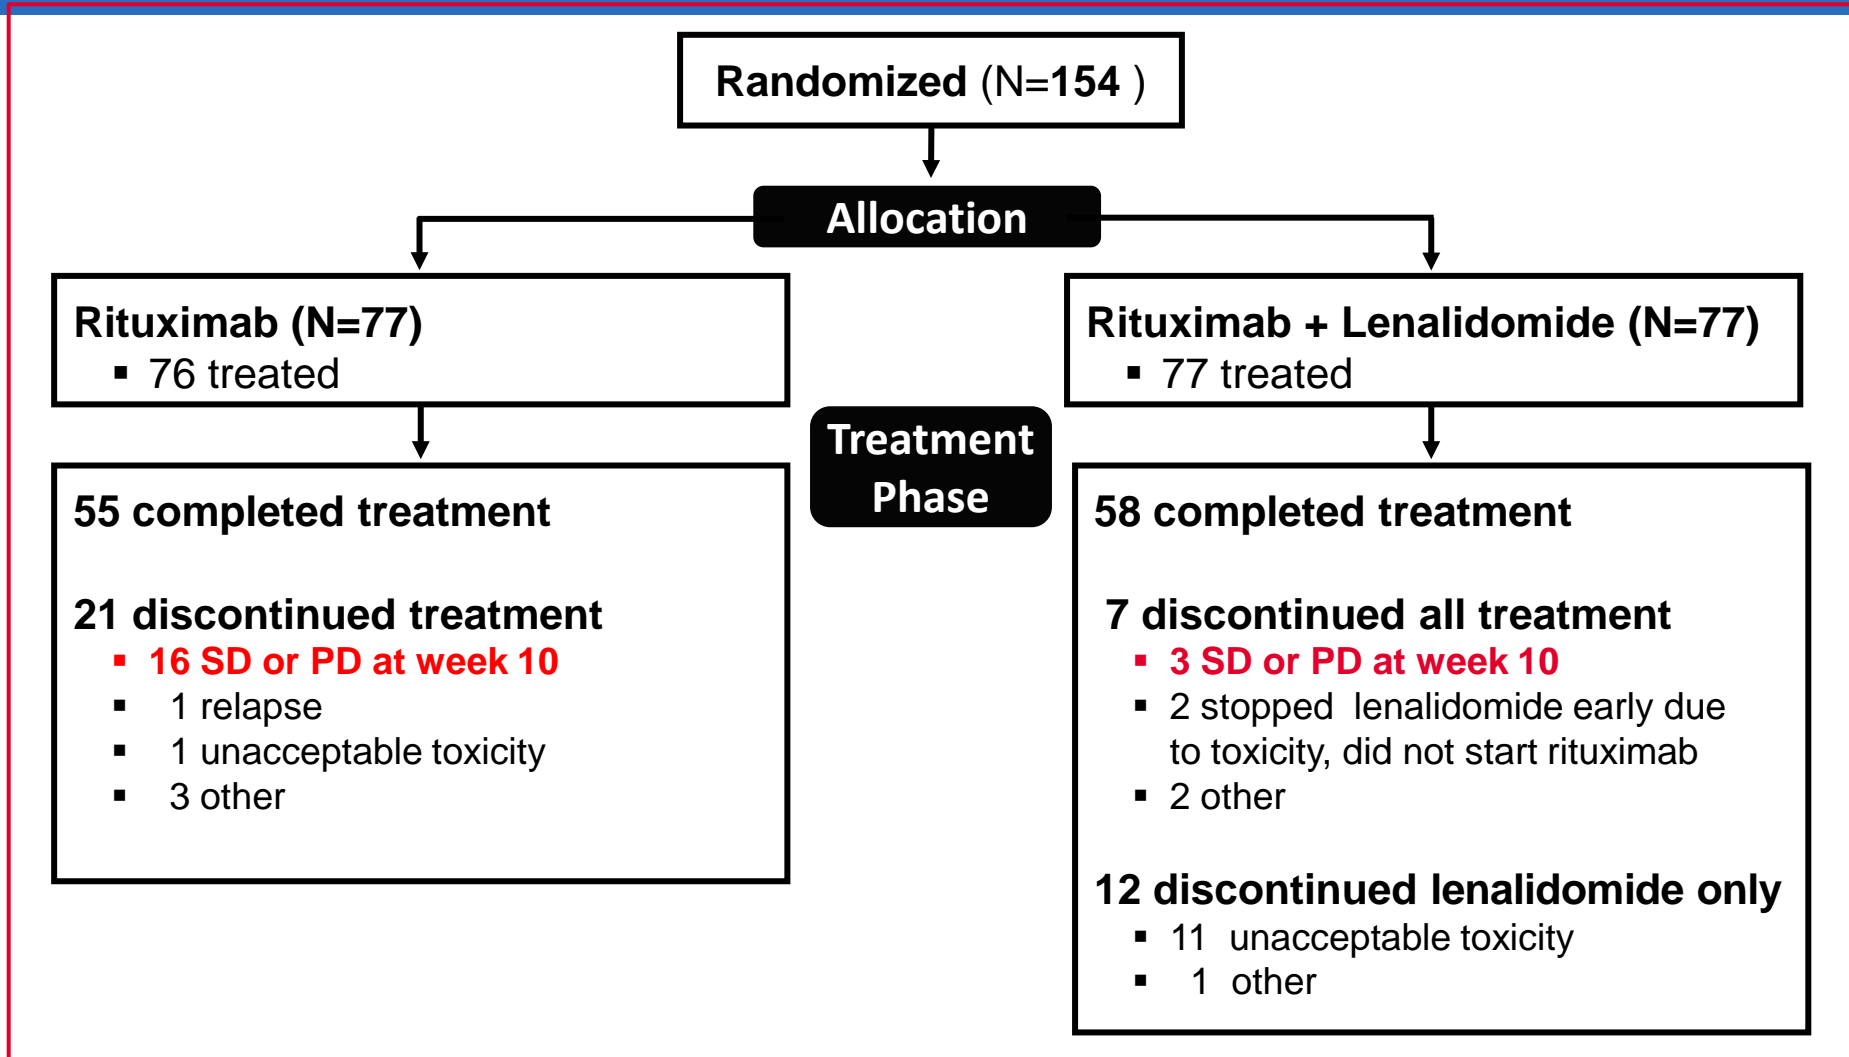 Randomized (N=154 )
Allocation
Rituximab (N=77)
▪ 76 treated
Rituximab + Lenalidomide (N=77)
▪ 77 treated
Treatment
Phase
55 completed treatment
21 discontinued treatment
▪ 16 SD or PD at week 10
▪ 1 relapse
▪ 1 unacceptable toxicity
▪ 3 other
58 completed treatment
7 discontinued all treatment
▪ 3 SD or PD at week 10
▪ 2 stopped lenalidomide early due
to toxicity, did not start rituximab
▪ 2 other
12 discontinued lenalidomide only
▪ 11 unacceptable toxicity
▪ 1 other